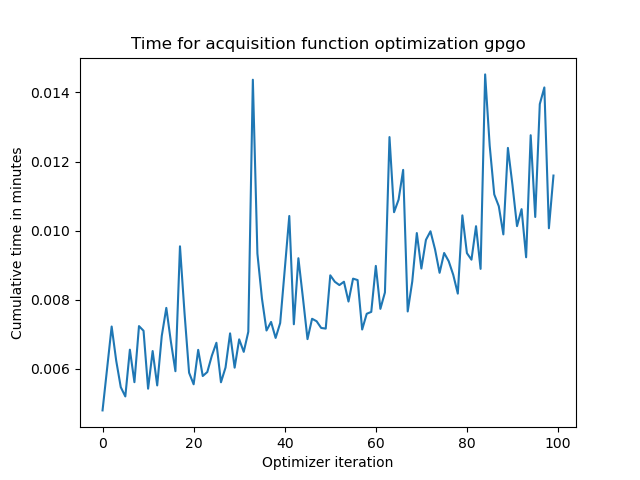 Time for acquisition function optimization gpgo
0.014
0.012
0.010
0.008
0.006
Cumulative time in minutes
0 20 40 60 80 100
Optimizer iteration